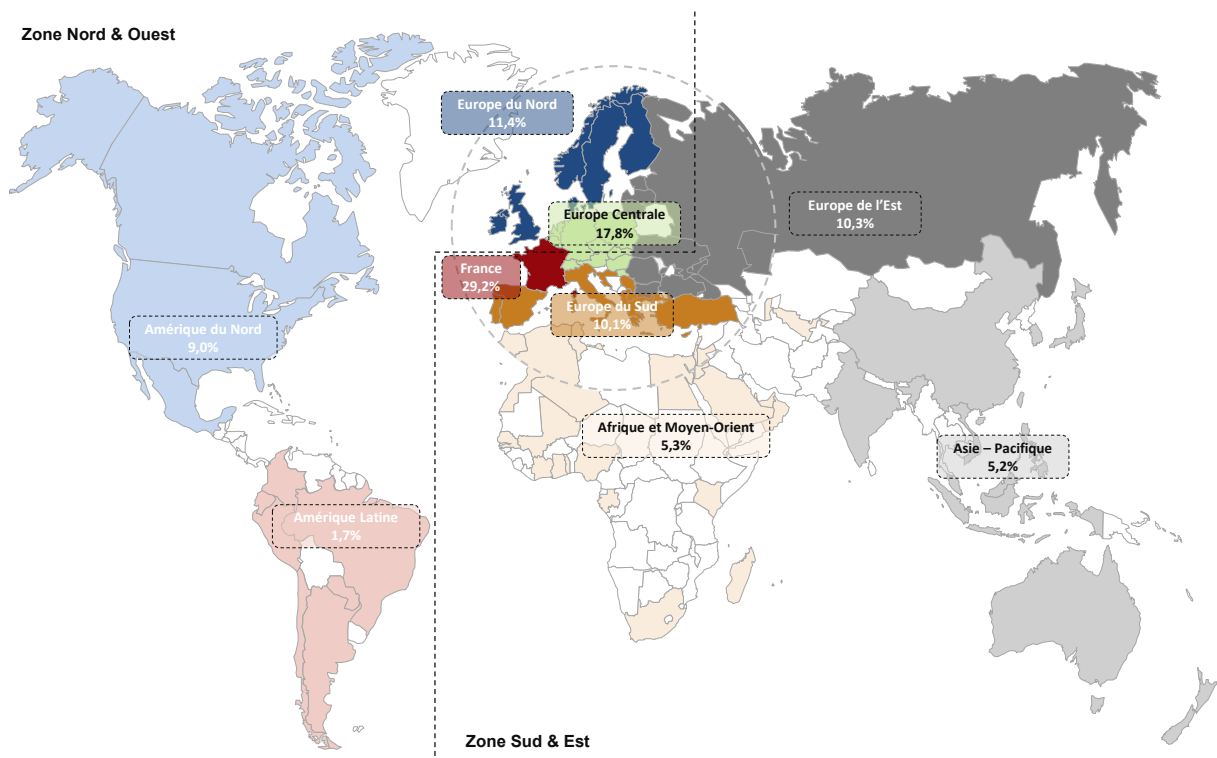 Zone Nord & Ouest
Europe du Nord
11,4%
Europe Centrale
17,8%
Europe de l'Est
10,3%
France
29,2%
Europe du Sud
10,1%
Amérique du Nord
9,0%
Afrique et Moyen-Orient
5,3%
Asie – Pacifique
5,2%
Amérique Latine
1,7%
Zone Sud & Est